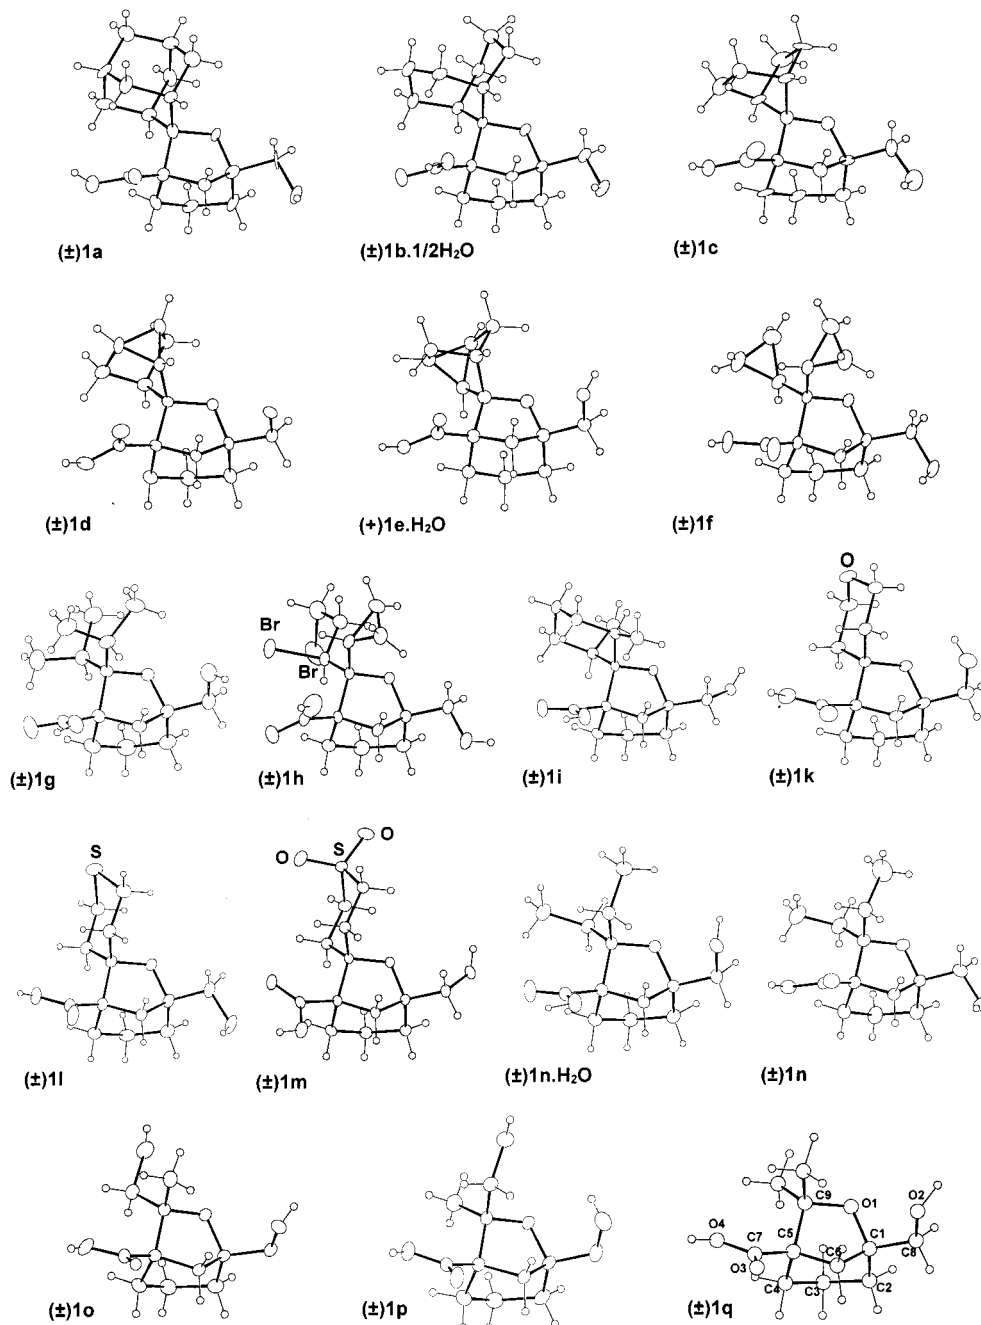 (±)1a
(±)1b.1/2H₂O
(±)1c
(±)1d
(+)1e.H₂O
(±)1f
O
Br
Br
(±)1g
(±)1h
(±)1i
(±)1k
S
O S O
(±)1l
(±)1m
(±)1n.H₂O
(±)1n
C9 O1 O2
O4 C7 C5 C6 C1 C8
O3 C4 C3 C2
(±)1o
(±)1p
(±)1q